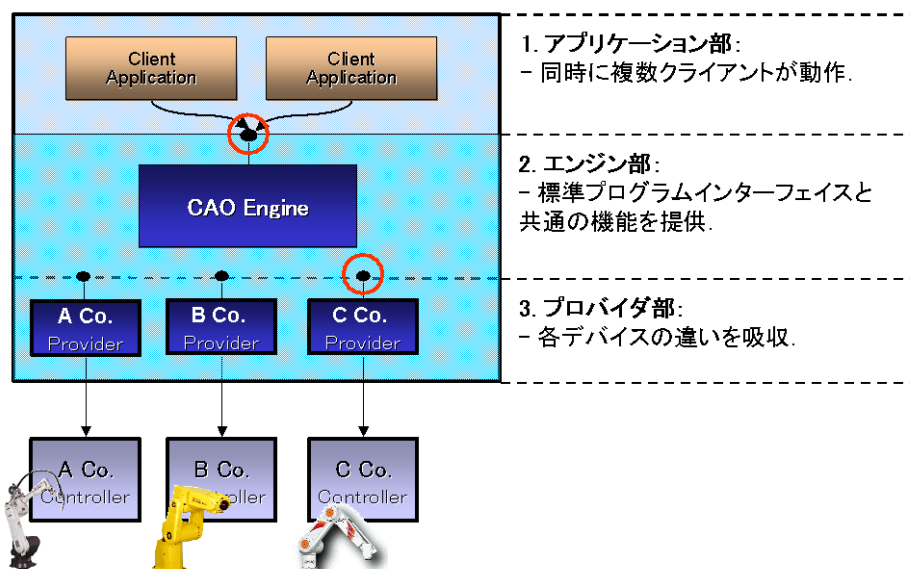 Client
Application
Client
Application
1. アプリケーション部:
- 同時に複数クライアントが動作.
CAO Engine
2. エンジン部:
- 標準プログラムインターフェイスと
共通の機能を提供.
A Co.
Provider
B Co.
Provider
C Co.
Provider
3. プロバイダ部:
- 各デバイスの違いを吸収.
A Co.
Controller
B Co.
roller
C Co.
Controller